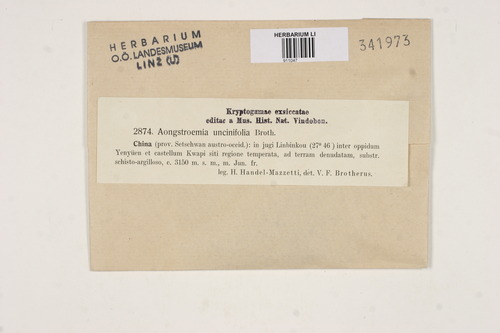 HERBARIUM
O.Ö. LANDESMUSEUM
LINZ (LI)
HERBARIUM LI
911047
341973
Kryptogamae exsiccatae
editae a Mus. Hist. Nat. Vindobon.
2874. Aongstroemia uncinifolia Broth.
China (prov. Setschwan austro-occid.): in jugi Linbinkou (27° 46′) inter oppidum
Yenyüen et castellum Kwapi siti regione temperata, ad terram denudatam, substr.
schisto-argilloso, c. 3150 m. s. m., m. Jun. fr.
leg. H. Handel-Mazzetti, det. V. F. Brotherus.